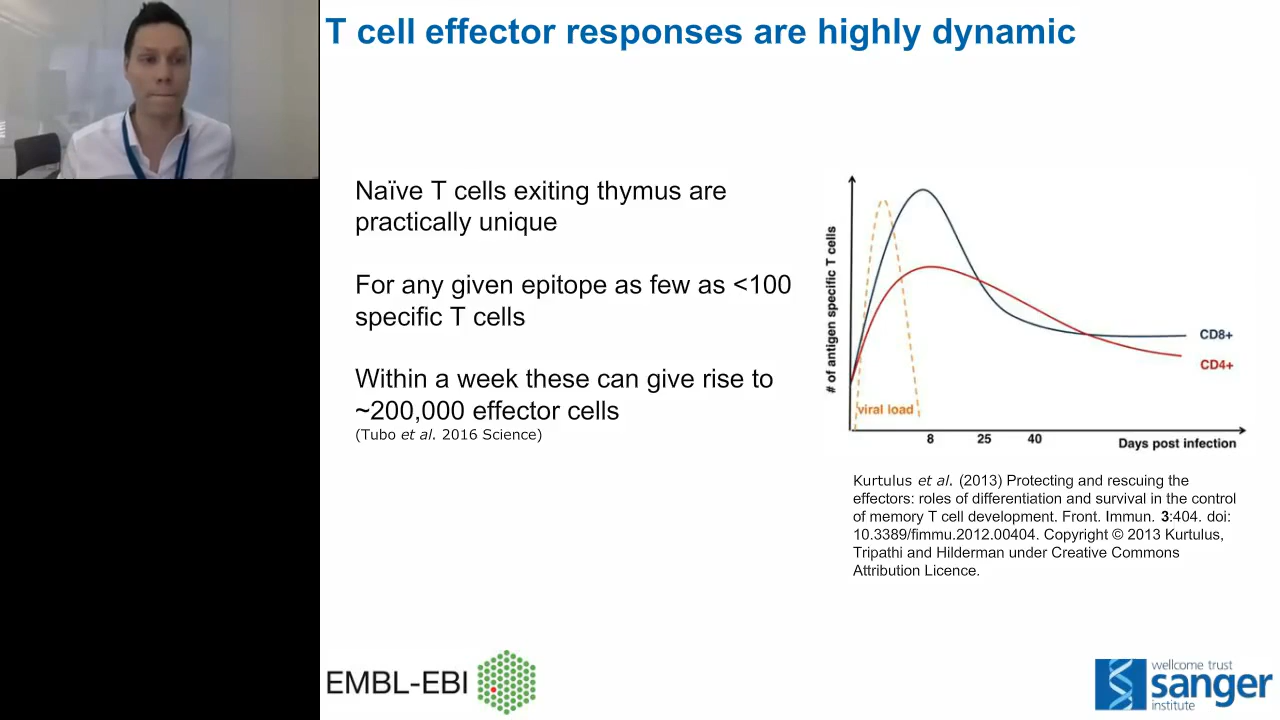 T cell effector responses are highly dynamic
Naïve T cells exiting thymus are
practically unique
For any given epitope as few as <100
specific T cells
Within a week these can give rise to
~200,000 effector cells
(Tubo et al. 2016 Science)
# of antigen specific T cells
CD8+
CD4+
viral load
8 25 40
Days post infection
Kurtulus et al. (2013) Protecting and rescuing the
effectors: roles of differentiation and survival in the control
of memory T cell development. Front. Immun. 3:404. doi:
10.3389/fimmu.2012.00404. Copyright © 2013 Kurtulus,
Tripathi and Hilderman under Creative Commons
Attribution Licence.
EMBL-EBI
wellcome trust
sanger
institute